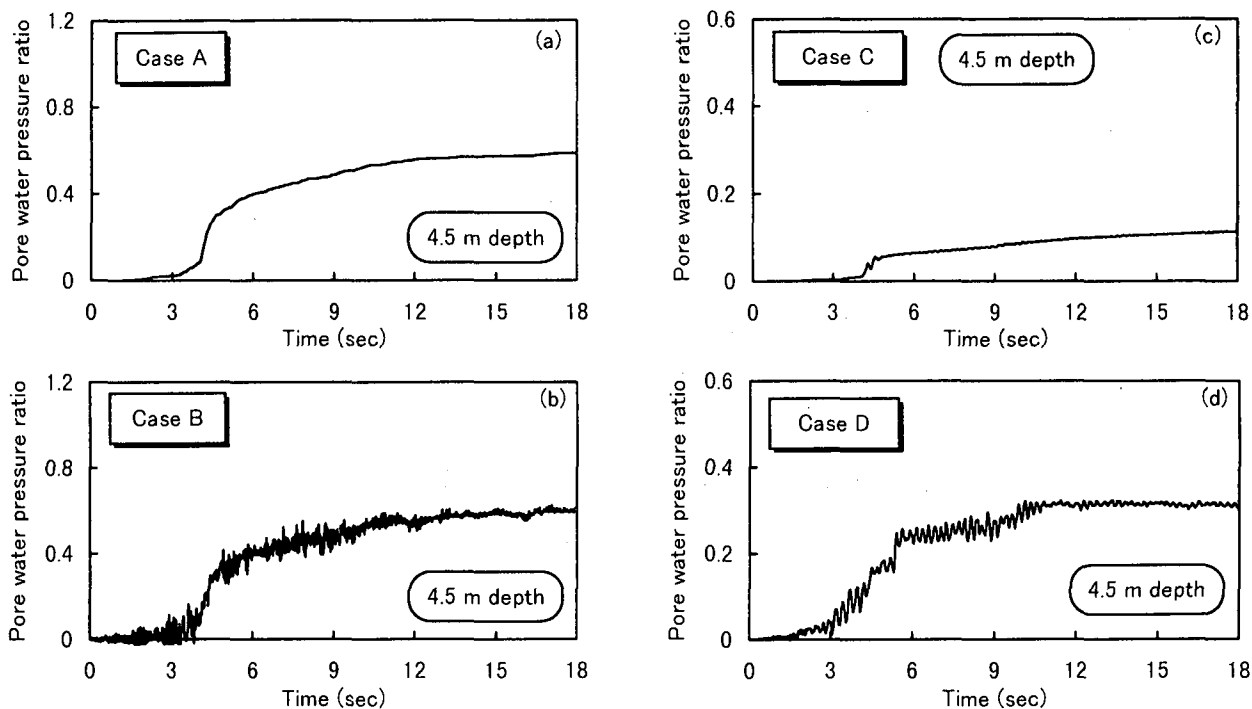 Pore water pressure ratio
1.2
0.8
0.4
0
Case A
(a)
4.5 m depth
0 3 6 9 12 15 18
Time (sec)
Pore water pressure ratio
0.6
0.4
0.2
0
Case C
4.5 m depth
(c)
0 3 6 9 12 15 18
Time (sec)
Pore water pressure ratio
1.2
0.8
0.4
0
Case B
(b)
4.5 m depth
0 3 6 9 12 15 18
Time (sec)
Pore water pressure ratio
0.6
0.4
0.2
0
Case D
(d)
4.5 m depth
0 3 6 9 12 15 18
Time (sec)